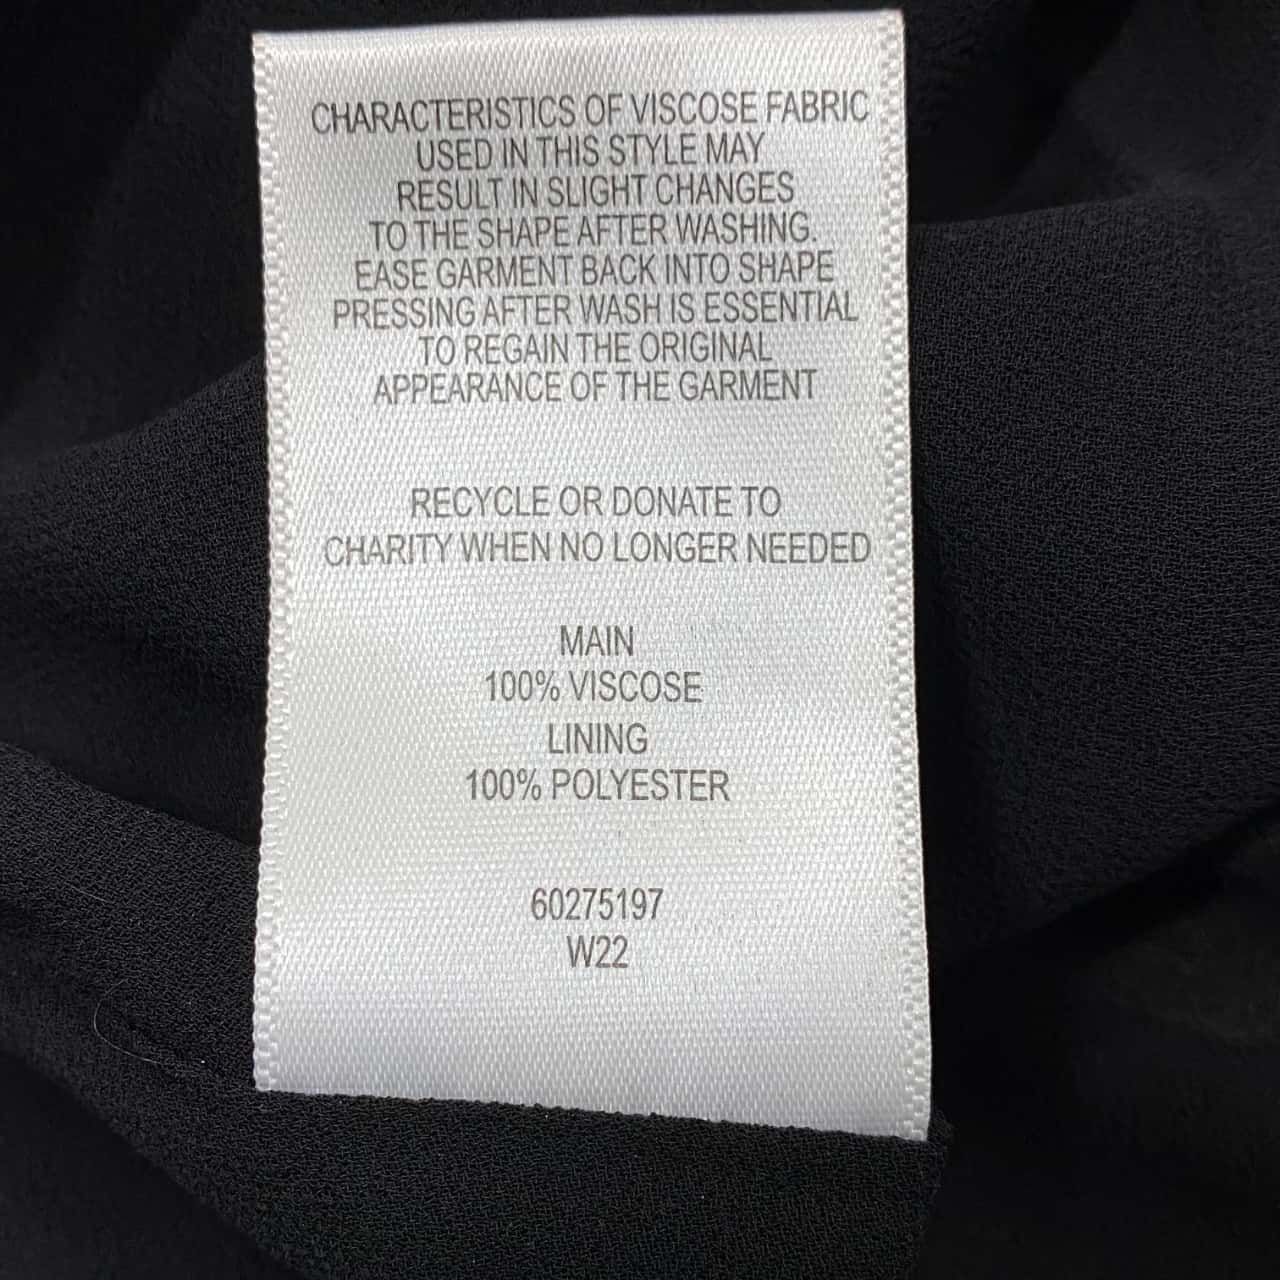 CHARACTERISTICS OF VISCOSE FABRIC
USED IN THIS STYLE MAY
RESULT IN SLIGHT CHANGES
TO THE SHAPE AFTER WASHING.
EASE GARMENT BACK INTO SHAPE
PRESSING AFTER WASH IS ESSENTIAL
TO REGAIN THE ORIGINAL
APPEARANCE OF THE GARMENT
RECYCLE OR DONATE TO
CHARITY WHEN NO LONGER NEEDED
MAIN
100% VISCOSE
LINING
100% POLYESTER
60275197
W22